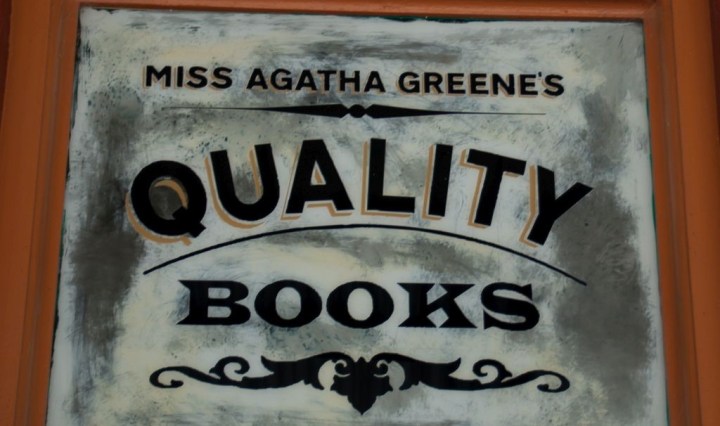 MISS AGATHA GREENE'S
QUALITY
BOOKS